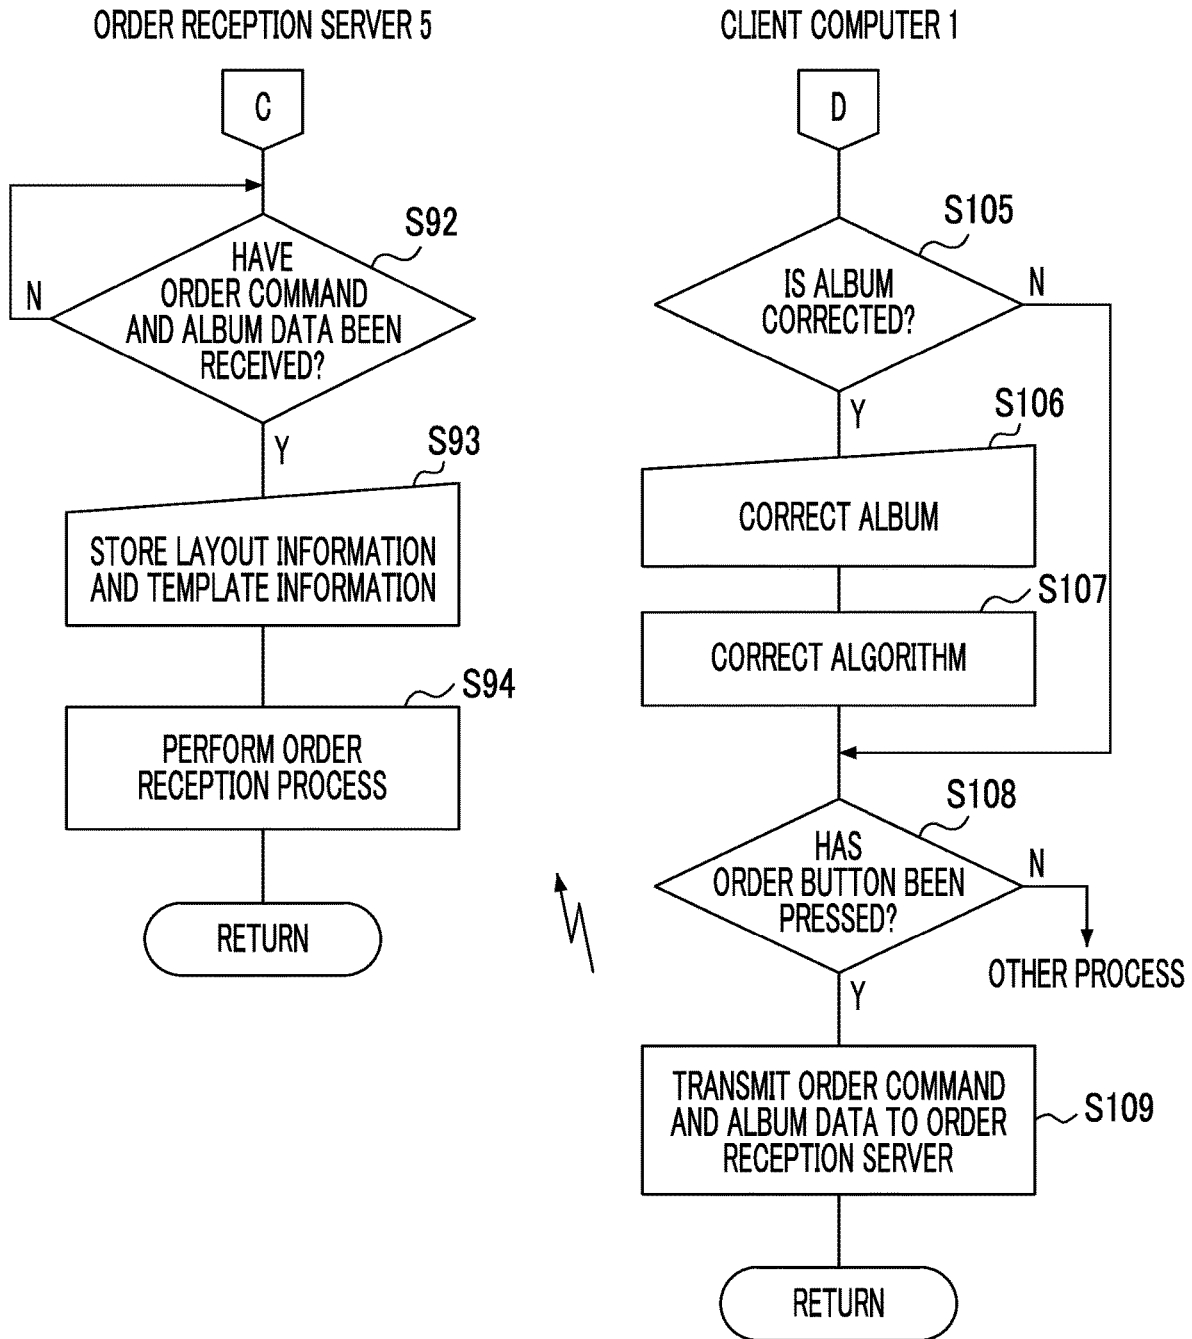 ORDER RECEPTION SERVER 5
C
S92
HAVE
ORDER COMMAND
AND ALBUM DATA BEEN
RECEIVED?
N
Y
S93
STORE LAYOUT INFORMATION
AND TEMPLATE INFORMATION
S94
PERFORM ORDER
RECEPTION PROCESS
RETURN
CLIENT COMPUTER 1
D
S105
IS ALBUM
CORRECTED?
N
Y
S106
CORRECT ALBUM
S107
CORRECT ALGORITHM
S108
HAS
ORDER BUTTON BEEN
PRESSED?
N
OTHER PROCESS
Y
TRANSMIT ORDER COMMAND
AND ALBUM DATA TO ORDER
RECEPTION SERVER
S109
RETURN